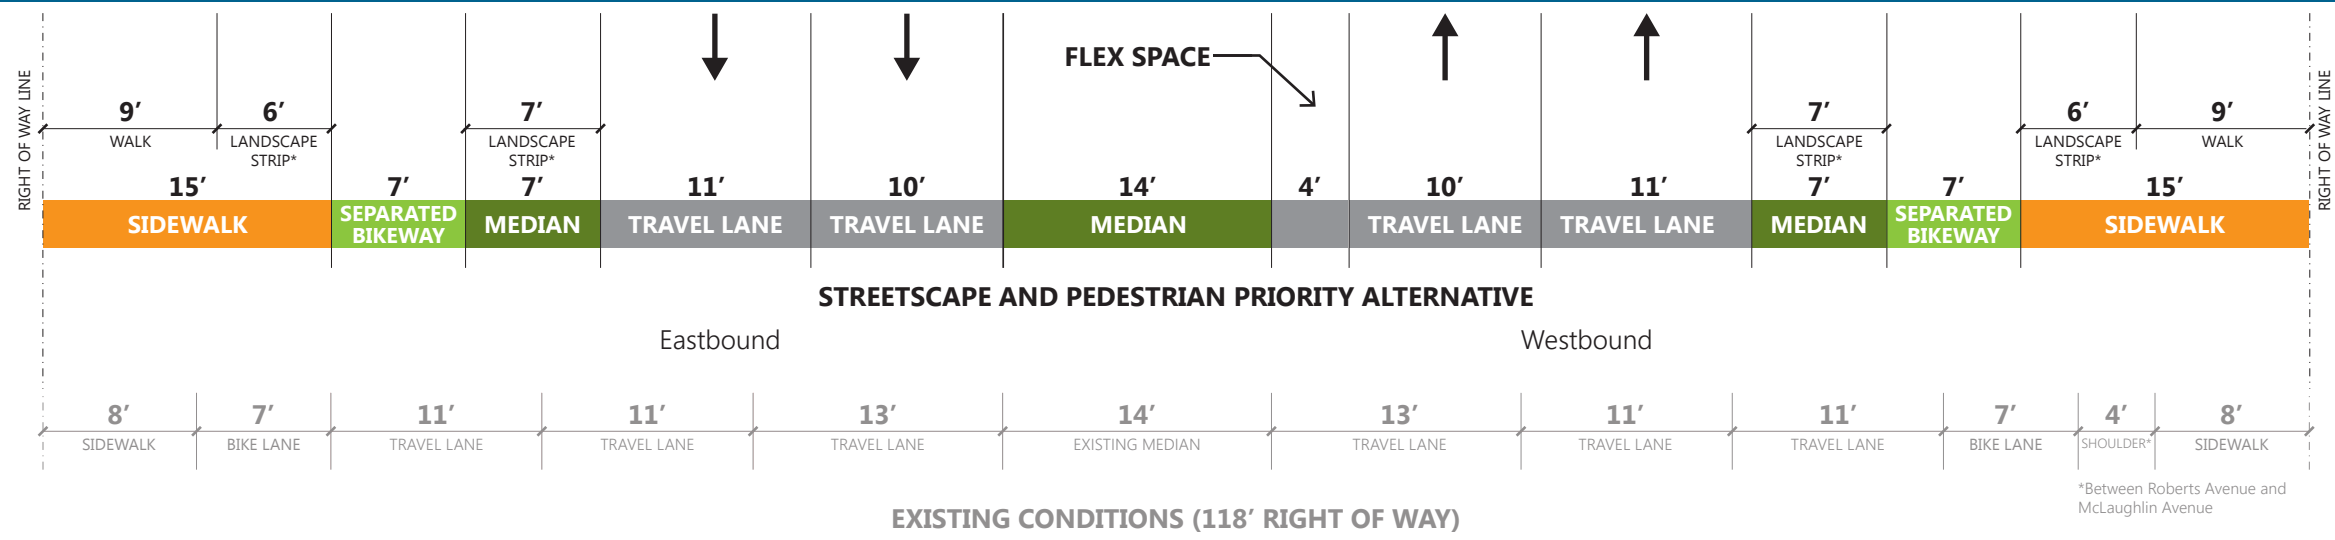 RIGHT OF WAY LINE
FLEX SPACE
RIGHT OF WAY LINE
9’ 6’ 7’ 7’ 6’ 9’
WALK LANDSCAPE LANDSCAPE LANDSCAPE LANDSCAPE WALK
STRIP* STRIP* STRIP* STRIP*
15’ 7’ 7’ 11’ 10’ 14’ 4’ 10’ 11’ 7’ 7’ 15’
SIDEWALK SEPARATED BIKEWAY MEDIAN TRAVEL LANE TRAVEL LANE MEDIAN TRAVEL LANE TRAVEL LANE MEDIAN SEPARATED BIKEWAY SIDEWALK
STREETSCAPE AND PEDESTRIAN PRIORITY ALTERNATIVE
Eastbound Westbound
8’ 7’ 11’ 11’ 13’ 14’ 13’ 11’ 11’ 7’ 4’ 8’
SIDEWALK BIKE LANE TRAVEL LANE TRAVEL LANE TRAVEL LANE EXISTING MEDIAN TRAVEL LANE TRAVEL LANE TRAVEL LANE BIKE LANE SHOULDER* SIDEWALK
*Between Roberts Avenue and
McLaughlin Avenue
EXISTING CONDITIONS (118’ RIGHT OF WAY)